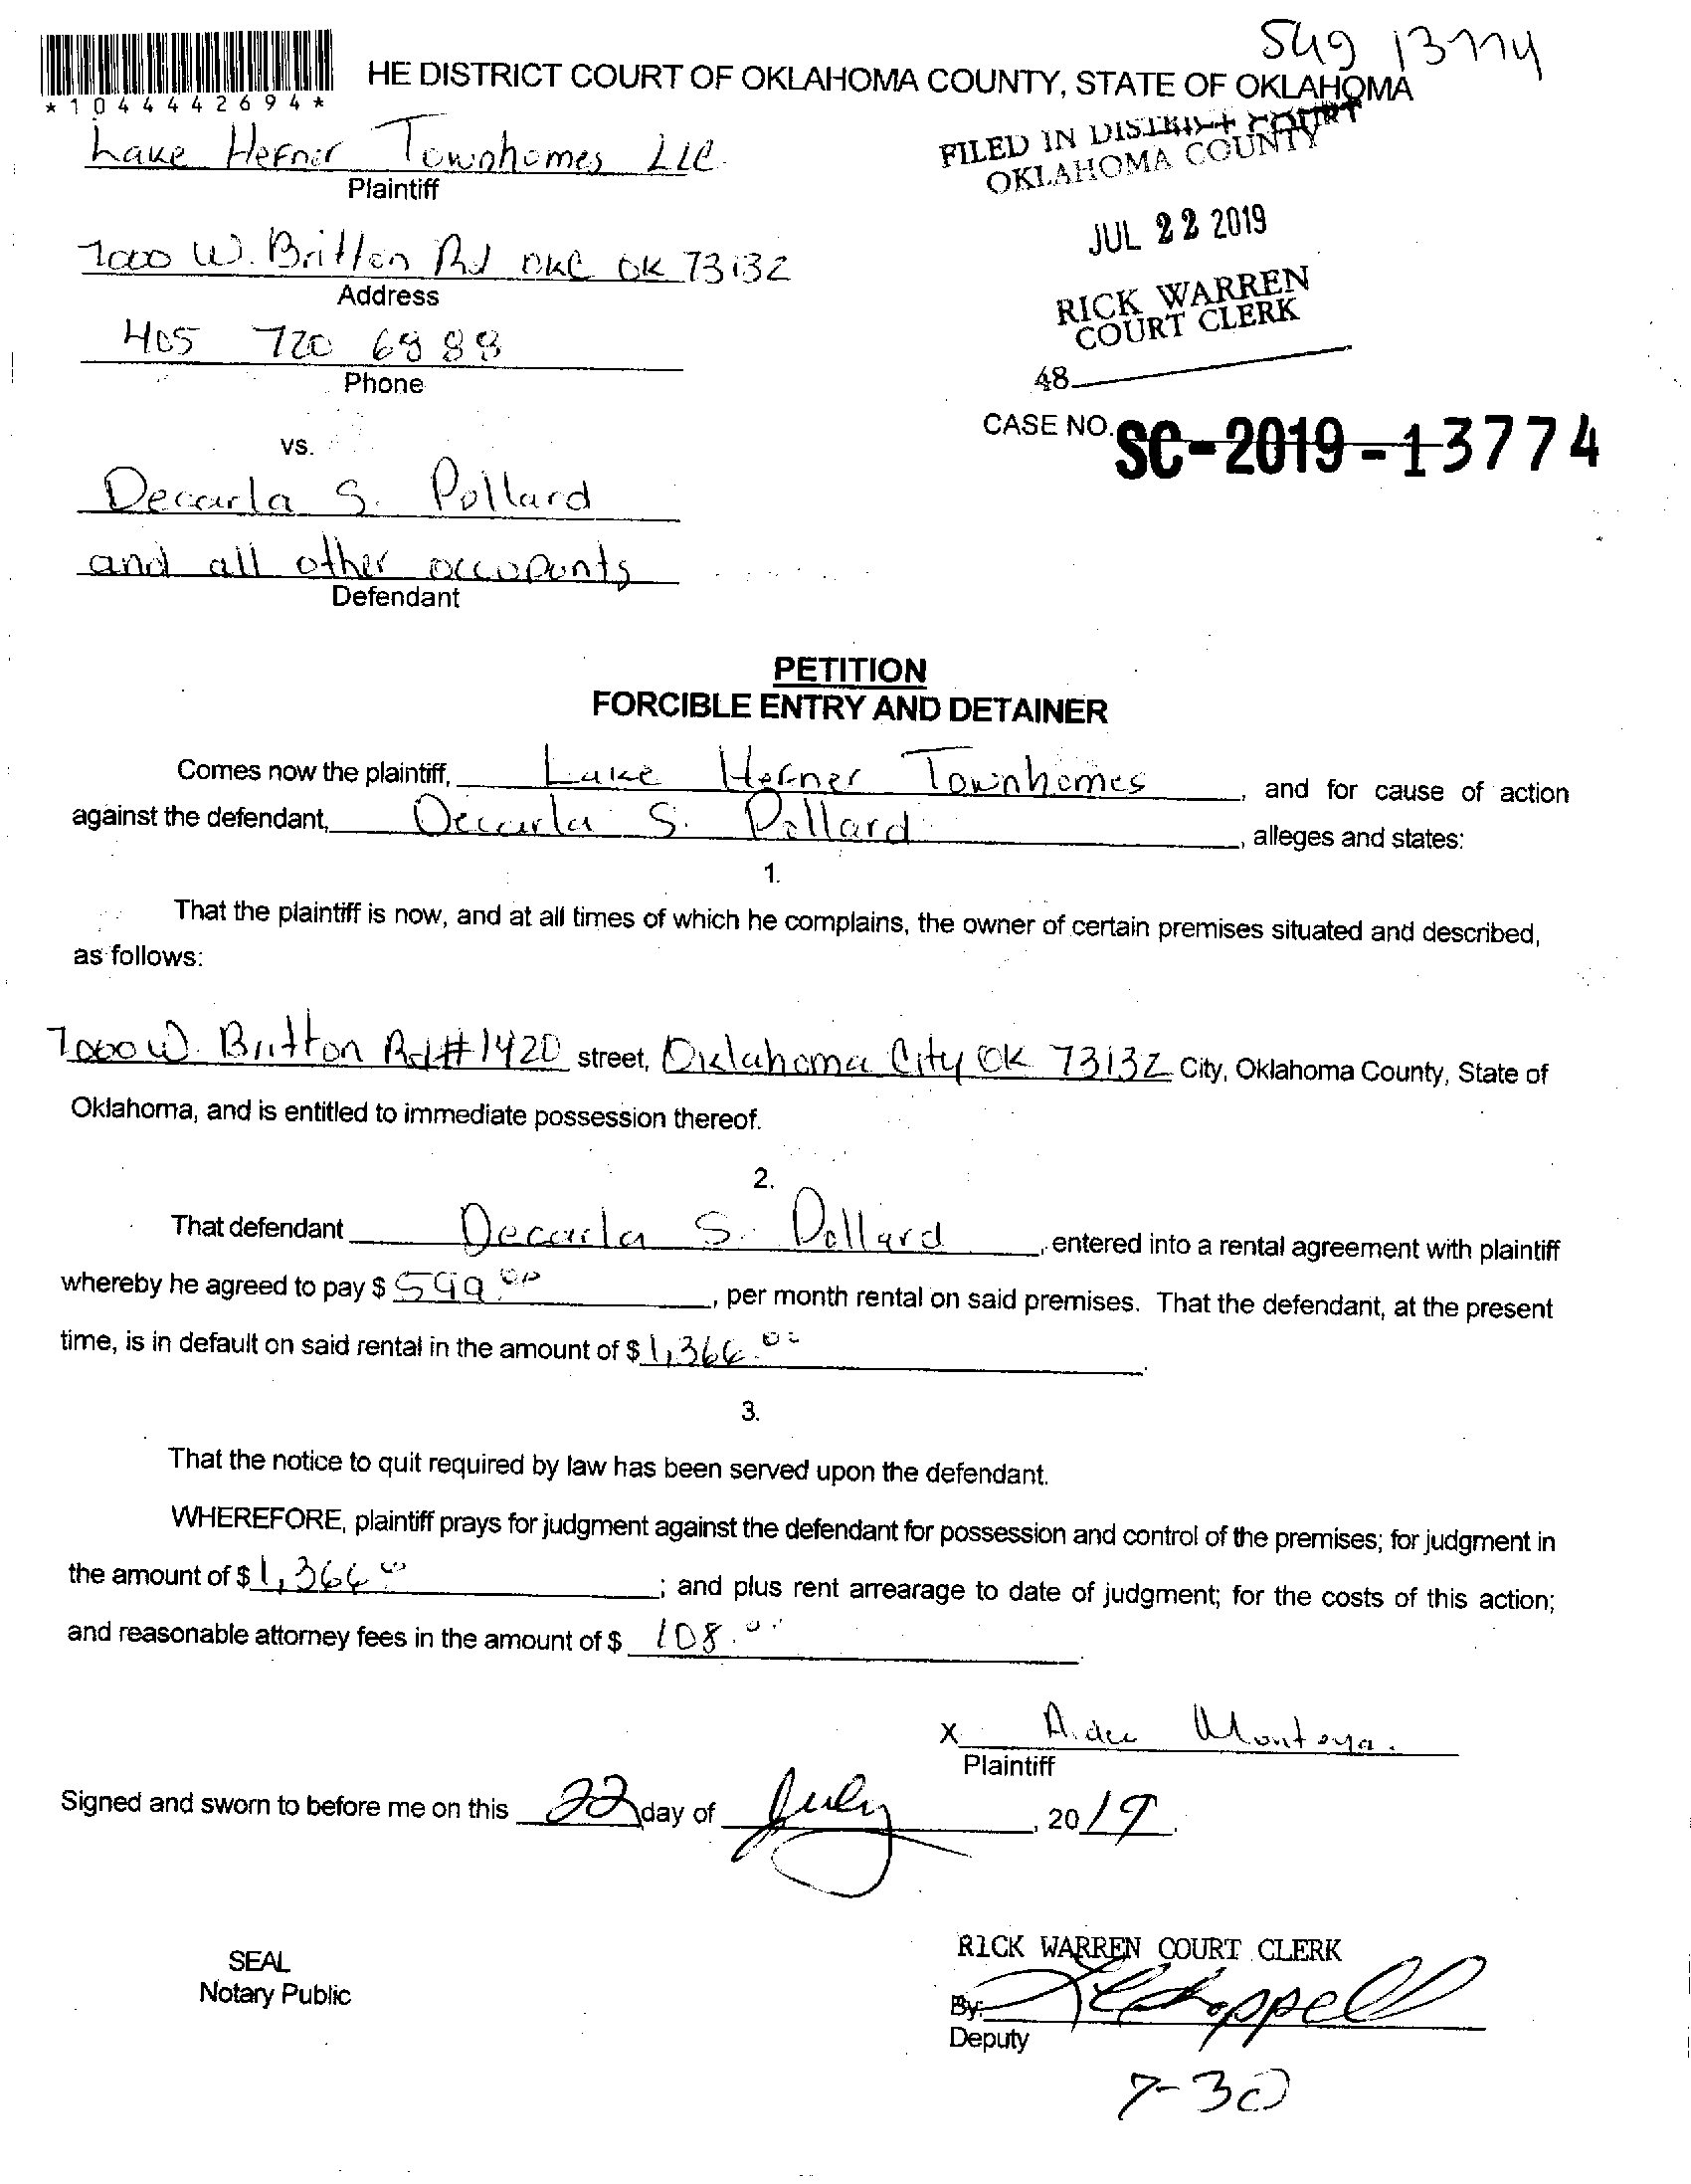 HE DISTRICT COURT OF OKLAHOMA COUNTY, STATE OF OKLAHOMA
*1044442694*
Lake Hefner Townhomes LLC.
Plaintiff
FILED IN DISTRICT COURT
OKLAHOMA COUNTY
JUL 22 2019
RICK WARREN
COURT CLERK
48
7000 W. Britton Rd OKC OK 73132
Address
405 720 6888
Phone
CASE NO. SC-2019-13774
vs.
Decarla S. Pollard
and all other occupants
Defendant
PETITION
FORCIBLE ENTRY AND DETAINER
Comes now the plaintiff, Lake Hefner Townhomes, and for cause of action
against the defendant, Decarla S. Pollard, alleges and states:
1.
That the plaintiff is now, and at all times of which he complains, the owner of certain premises situated and described,
as follows:
7000 W. Britton Rd #1420 street, Oklahoma City OK 73132 City, Oklahoma County, State of
Oklahoma, and is entitled to immediate possession thereof.
2.
That defendant Decarla S. Pollard, entered into a rental agreement with plaintiff
whereby he agreed to pay $ 599.00, per month rental on said premises. That the defendant, at the present
time, is in default on said rental in the amount of $ 1,366.00.
3.
That the notice to quit required by law has been served upon the defendant.
WHEREFORE, plaintiff prays for judgment against the defendant for possession and control of the premises; for judgment in
the amount of $ 1,366.00; and plus rent arrearage to date of judgment; for the costs of this action;
and reasonable attorney fees in the amount of $ 108.00.
X Montoya.
Plaintiff
Signed and sworn to before me on this 22 day of July, 2019.
SEAL
Notary Public
RICK WARREN COURT CLERK
By:
Deputy
7-30